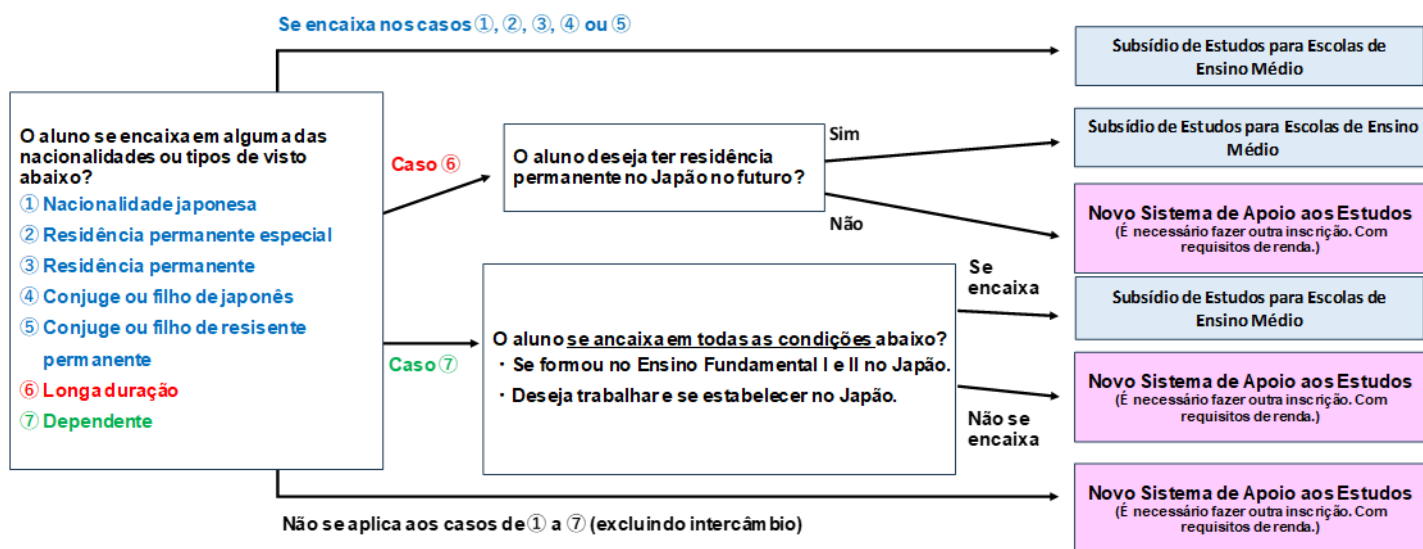 Se encaixa nos casos ①, ②, ③, ④ ou ⑤
Subsídio de Estudos para Escolas de
Ensino Médio
O aluno se encaixa em alguma das
nacionalidades ou tipos de visto
abaixo?
① Nacionalidade japonesa
② Residência permanente especial
③ Residência permanente
④ Conjuge ou filho de japonês
⑤ Conjuge ou filho de resisente
permanente
⑥ Longa duração
⑦ Dependente
Caso ⑥
O aluno deseja ter residência
permanente no Japão no futuro?
Sim
Subsídio de Estudos para Escolas de Ensino
Médio
Não
Novo Sistema de Apoio aos Estudos
(É necessário fazer outra inscrição. Com
requisitos de renda.)
Caso ⑦
O aluno se ancaixa em todas as condições abaixo?
・Se formou no Ensino Fundamental I e II no Japão.
・Deseja trabalhar e se estabelecer no Japão.
Se
encaixa
Subsídio de Estudos para Escolas de
Ensino Médio
Não se
encaixa
Novo Sistema de Apoio aos Estudos
(É necessário fazer outra inscrição. Com
requisitos de renda.)
Não se aplica aos casos de ① a ⑦ (excluindo intercâmbio)
Novo Sistema de Apoio aos Estudos
(É necessário fazer outra inscrição. Com
requisitos de renda.)